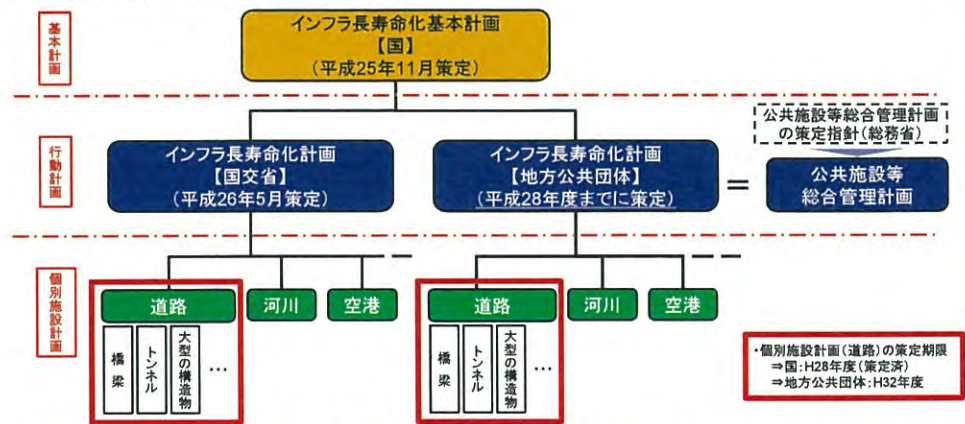 基本計画
インフラ長寿命化基本計画
【国】
(平成25年11月策定)
公共施設等総合管理計画
の策定指針(総務省)
行動計画
インフラ長寿命化計画
【国交省】
(平成26年5月策定)
インフラ長寿命化計画
【地方公共団体】
(平成28年度までに策定)
=
公共施設等
総合管理計画
個別施設計画
道路
河川
空港
道路
河川
空港
橋梁
トンネル
大型の構造物
…
橋梁
トンネル
大型の構造物
…
・個別施設計画(道路)の策定期限
⇒国:H28年度(策定済)
⇒地方公共団体:H32年度